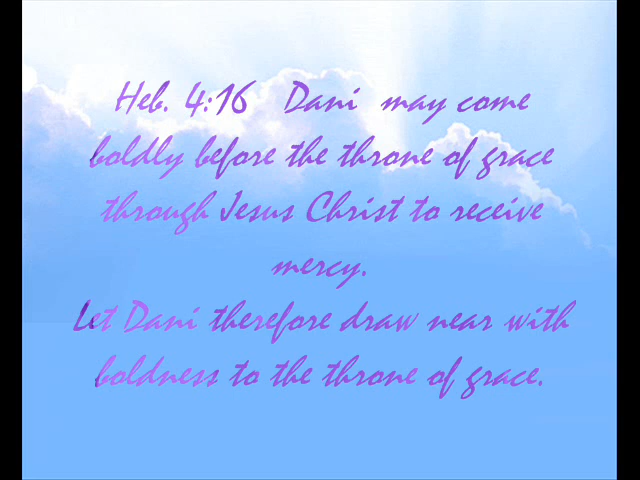 Heb. 4:16 Dani may come
boldly before the throne of grace
through Jesus Christ to receive
mercy.
Let Dani therefore draw near with
boldness to the throne of grace.